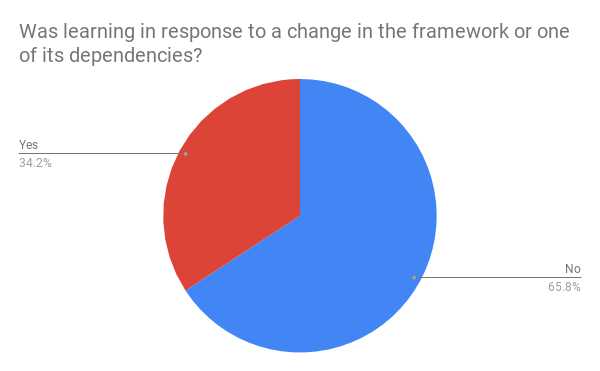 Was learning in response to a change in the framework or one
of its dependencies?
Yes
34.2%
No
65.8%